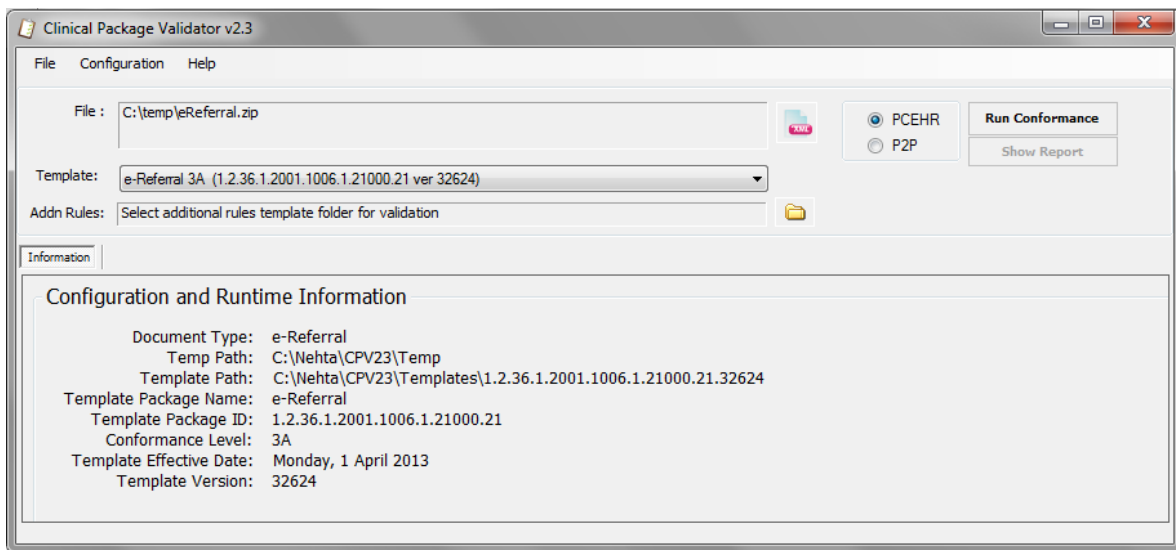 Clinical Package Validator v2.3
File Configuration Help
File : C:\temp\eReferral.zip
XML
PCEHR
Run Conformance
P2P
Show Report
Template: e-Referral 3A (1.2.36.1.2001.1006.1.21000.21 ver 32624)
Addn Rules: Select additional rules template folder for validation
Information
Configuration and Runtime Information
Document Type: e-Referral
Temp Path: C:\Nehta\CPV23\Temp
Template Path: C:\Nehta\CPV23\Templates\1.2.36.1.2001.1006.1.21000.21.32624
Template Package Name: e-Referral
Template Package ID: 1.2.36.1.2001.1006.1.21000.21
Conformance Level: 3A
Template Effective Date: Monday, 1 April 2013
Template Version: 32624